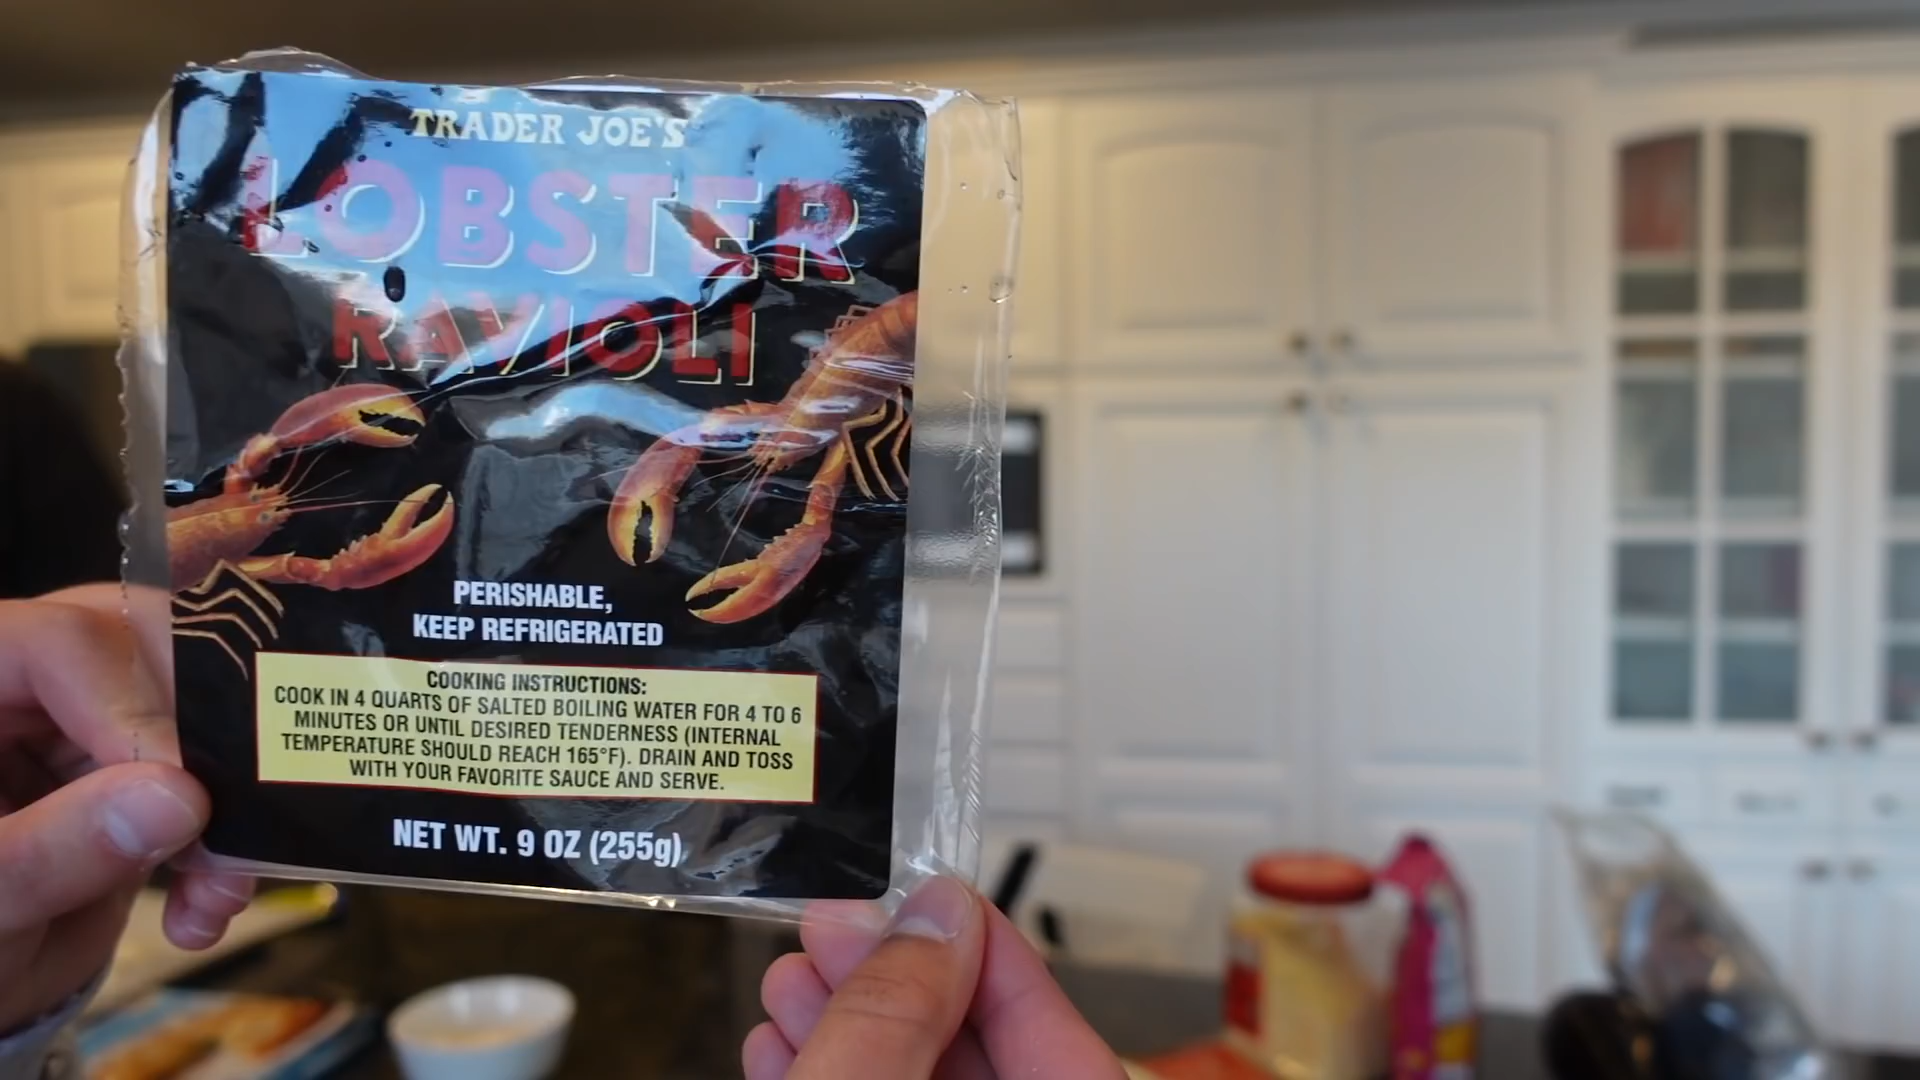 TRADER JOE'S
LOBSTER
RAVIOLI
PERISHABLE,
KEEP REFRIGERATED
COOKING INSTRUCTIONS:
COOK IN 4 QUARTS OF SALTED BOILING WATER FOR 4 TO 6
MINUTES OR UNTIL DESIRED TENDERNESS (INTERNAL
TEMPERATURE SHOULD REACH 165°F). DRAIN AND TOSS
WITH YOUR FAVORITE SAUCE AND SERVE.
NET WT. 9 OZ (255g)